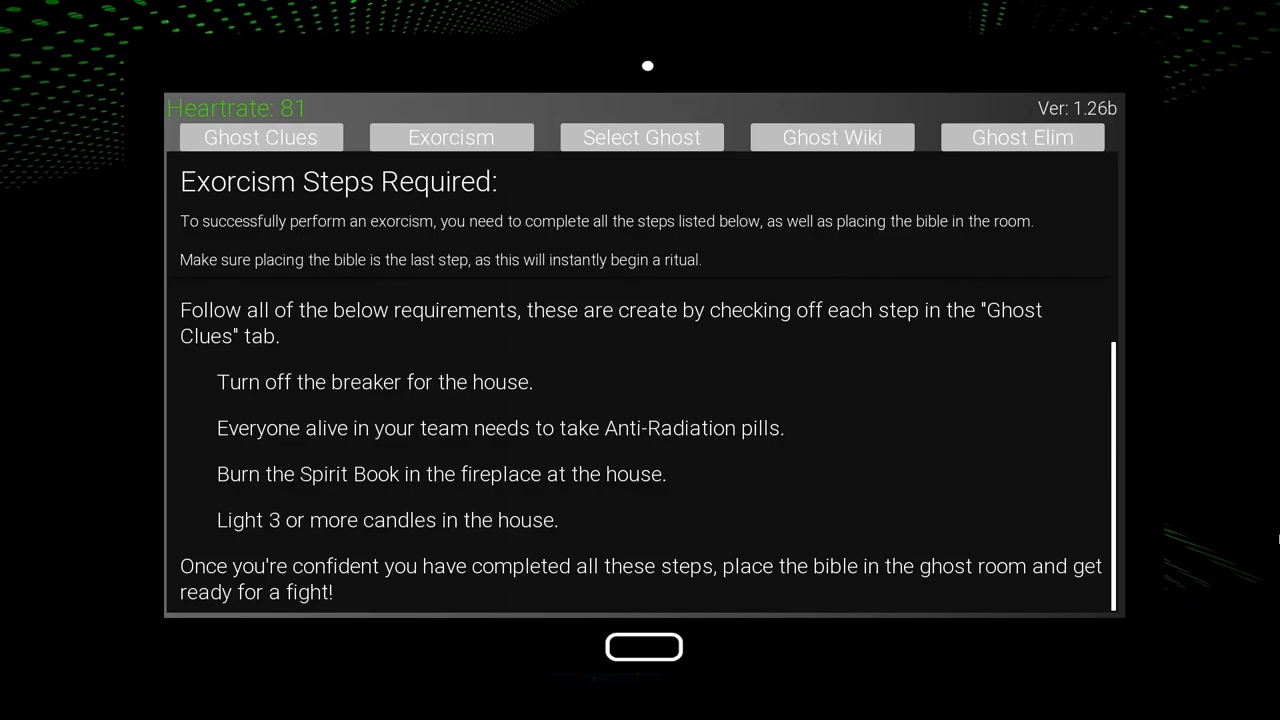 Heartrate: 81
Ver: 1.26b
Ghost Clues
Exorcism
Select Ghost
Ghost Wiki
Ghost Elim
Exorcism Steps Required:
To successfully perform an exorcism, you need to complete all the steps listed below, as well as placing the bible in the room.
Make sure placing the bible is the last step, as this will instantly begin a ritual.
Follow all of the below requirements, these are create by checking off each step in the "Ghost
Clues" tab.
Turn off the breaker for the house.
Everyone alive in your team needs to take Anti-Radiation pills.
Burn the Spirit Book in the fireplace at the house.
Light 3 or more candles in the house.
Once you're confident you have completed all these steps, place the bible in the ghost room and get
ready for a fight!